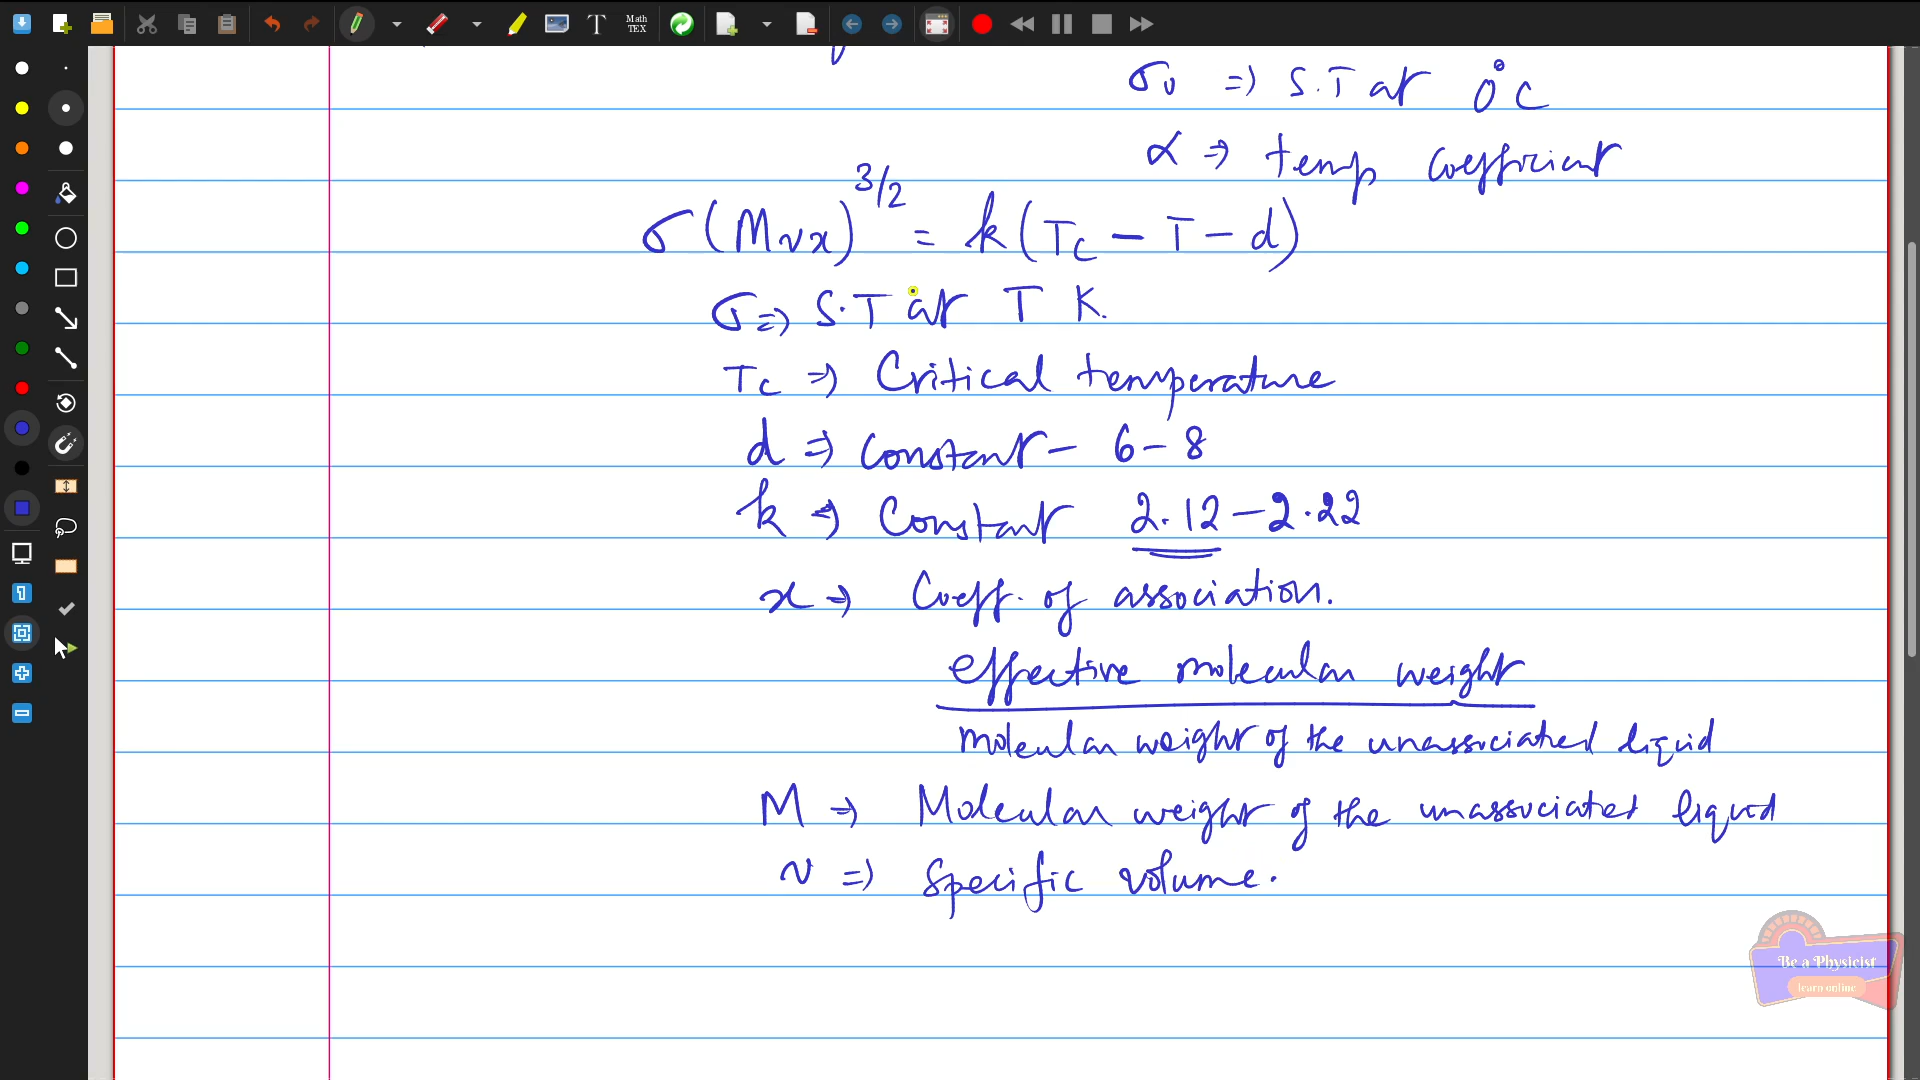 Math
TEX
T
σ0 => S.T at 0°C
α => temp coefficient
σ(Mvx)^3/2 = k(Tc - T - d)
σ => S.T at T K.
Tc => Critical temperature
d => constant - 6 - 8
k => Constant 2.12 - 2.22
x => Coeff. of association.
effective molecular weight
molecular weight of the unassociated liquid
M => Molecular weight of the unassociated liquid
v => Specific volume.
Be a Physicist
learn online